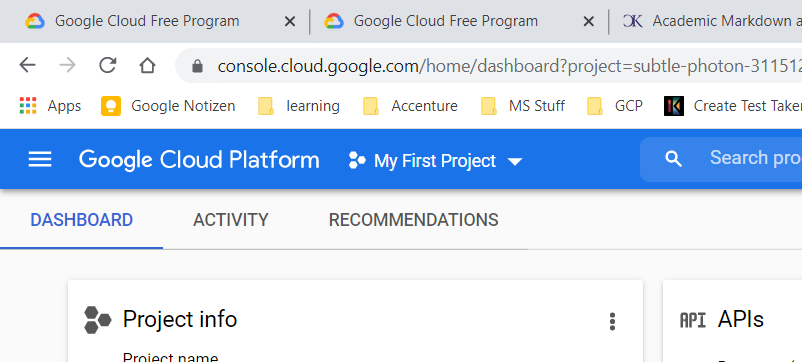 Google Cloud Free Program
Google Cloud Free Program
Academic Markdown a
console.cloud.google.com/home/dashboard?project=subtle-photon-311512
Apps Google Notizen learning Accenture MS Stuff GCP Create Test Taker
Google Cloud Platform My First Project Search pro
DASHBOARD ACTIVITY RECOMMENDATIONS
Project info
API APIs
Project name